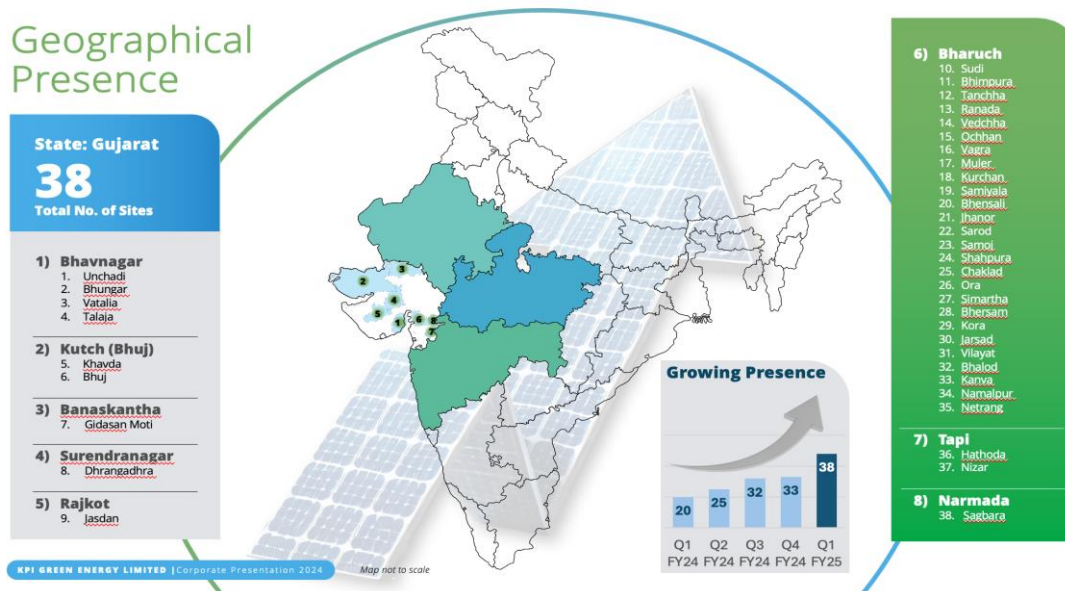 Geographical
Presence
State: Gujarat
38
Total No. of Sites
1) Bhavnagar
1. Unchadi
2. Bhungar
3. Vatalia
4. Talaja
2) Kutch (Bhuj)
5. Khavda
6. Bhuj
3) Banaskantha
7. Gidasan Moti
4) Surendranagar
8. Dhrangadhra
5) Rajkot
9. Jasdan
3
2
4
5
1
6
8
7
Growing Presence
20
25
32
33
38
Q1 Q2 Q3 Q4 Q1
FY24 FY24 FY24 FY24 FY25
6) Bharuch
10. Sudi
11. Bhimpura
12. Tanchha
13. Ranada
14. Vedchha
15. Ochhan
16. Vagra
17. Muler
18. Kurchan
19. Samiyala
20. Bhensali
21. Jhanor
22. Sarod
23. Samoj
24. Shahpura
25. Chaklad
26. Ora
27. Simartha
28. Bhersam
29. Kora
30. Jarsad
31. Vilayat
32. Bhalod
33. Kanva
34. Namalpur
35. Netrang
7) Tapi
36. Hathoda
37. Nizar
8) Narmada
38. Sagbara
KPI GREEN ENERGY LIMITED |Corporate Presentation 2024
Map not to scale